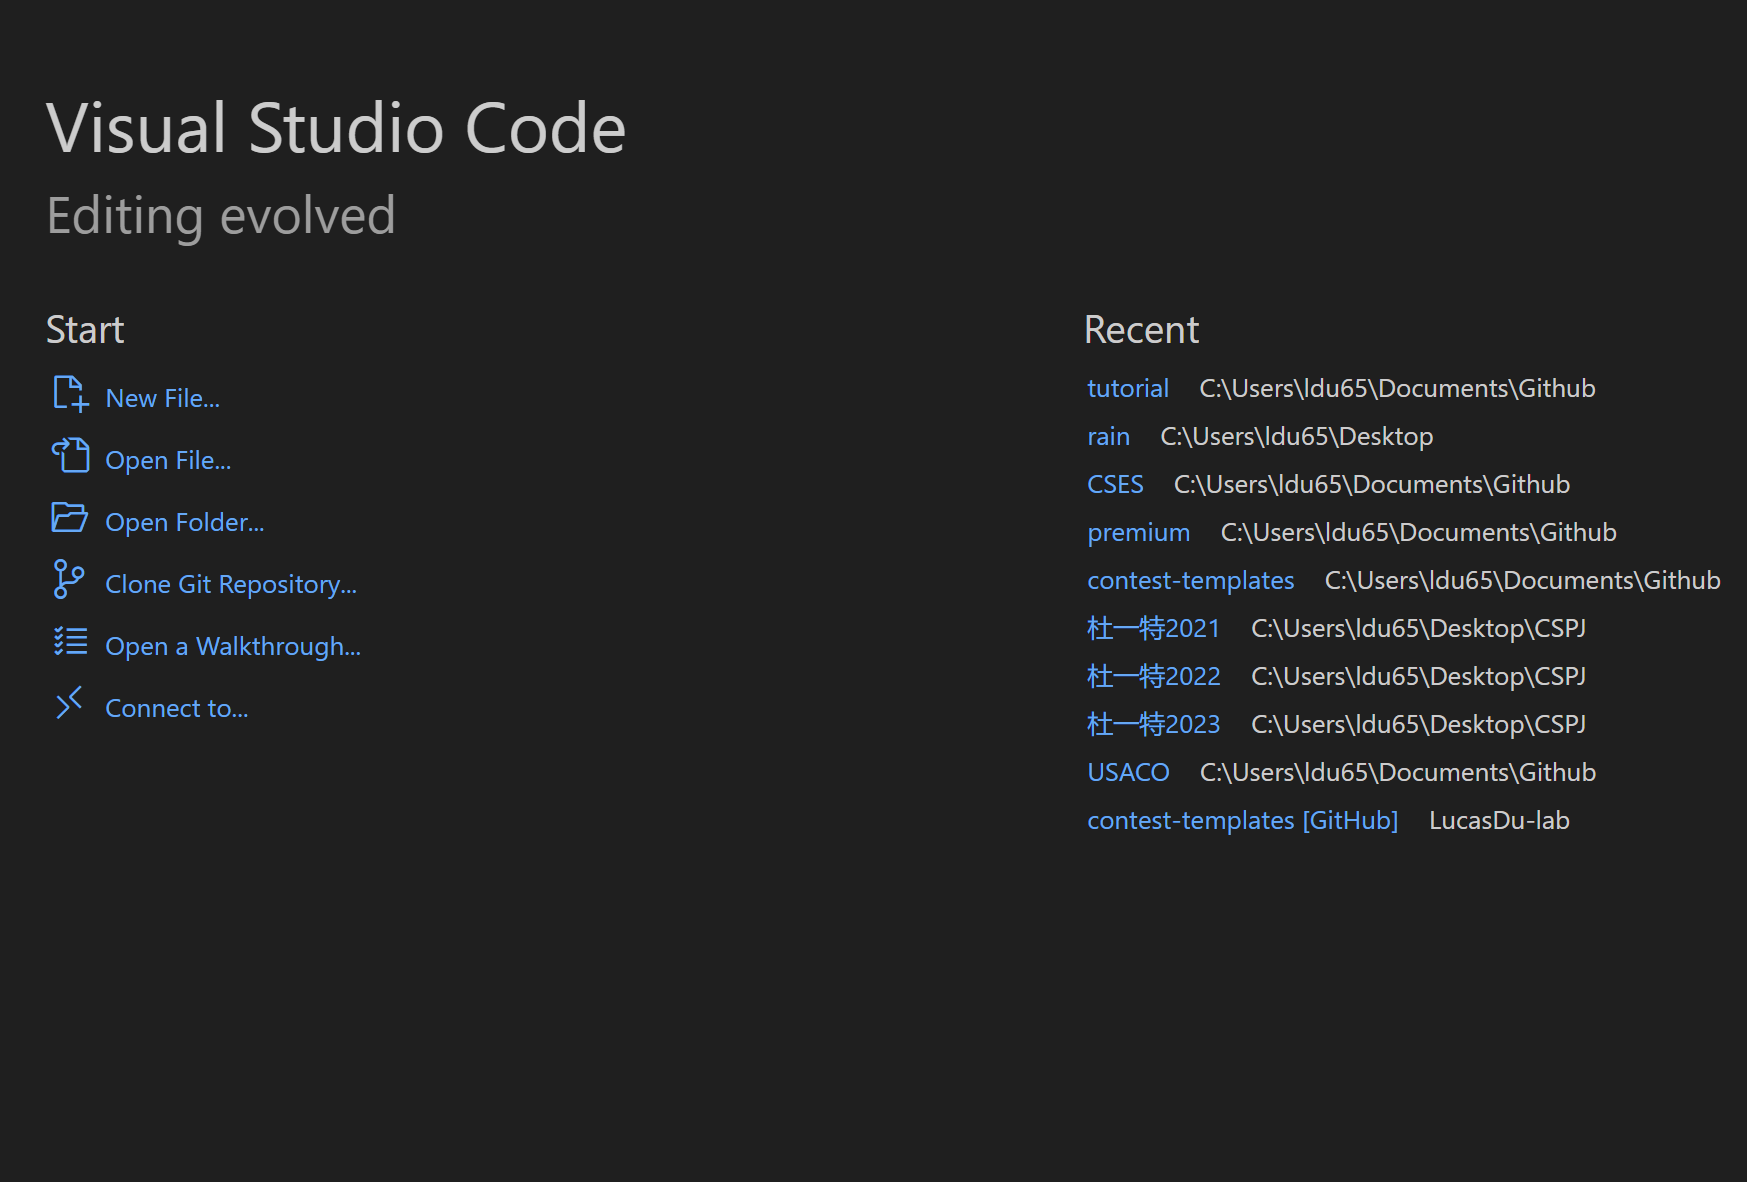 Visual Studio Code
Editing evolved
Start
New File...
Open File...
Open Folder...
Clone Git Repository...
Open a Walkthrough...
Connect to...
Recent
tutorial C:\Users\ldu65\Documents\Github
rain C:\Users\ldu65\Desktop
CSES C:\Users\ldu65\Documents\Github
premium C:\Users\ldu65\Documents\Github
contest-templates C:\Users\ldu65\Documents\Github
杜一特2021 C:\Users\ldu65\Desktop\CSPJ
杜一特2022 C:\Users\ldu65\Desktop\CSPJ
杜一特2023 C:\Users\ldu65\Desktop\CSPJ
USACO C:\Users\ldu65\Documents\Github
contest-templates [GitHub] LucasDu-lab